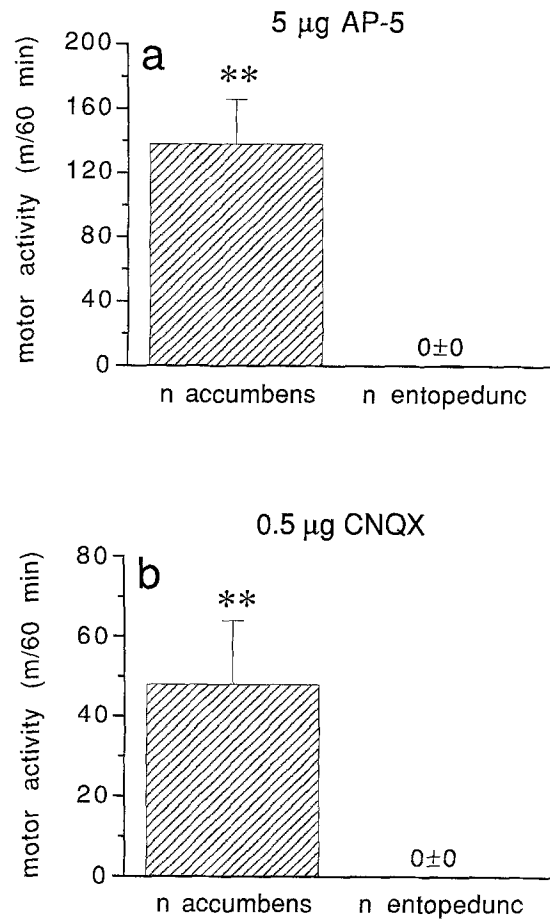 5 µg AP-5
a
**
motor activity (m/60 min)
200
160
120
80
40
0
0±0
n accumbens n entopedunc
0.5 µg CNQX
b
**
motor activity (m/60 min)
80
60
40
20
0
0±0
n accumbens n entopedunc